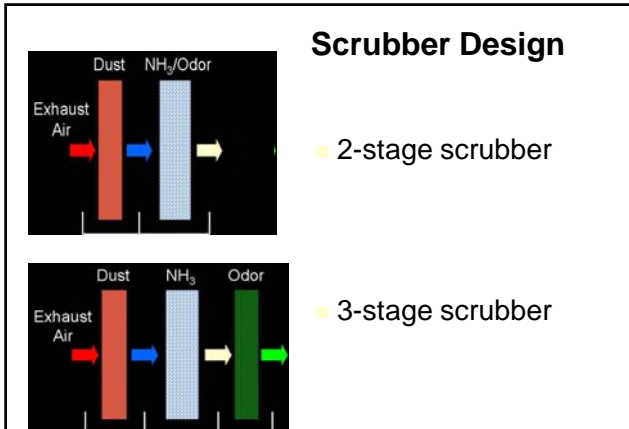 Scrubber Design
Dust NH₃/Odor
Exhaust
Air
2-stage scrubber
Dust NH₃ Odor
Exhaust
Air
3-stage scrubber